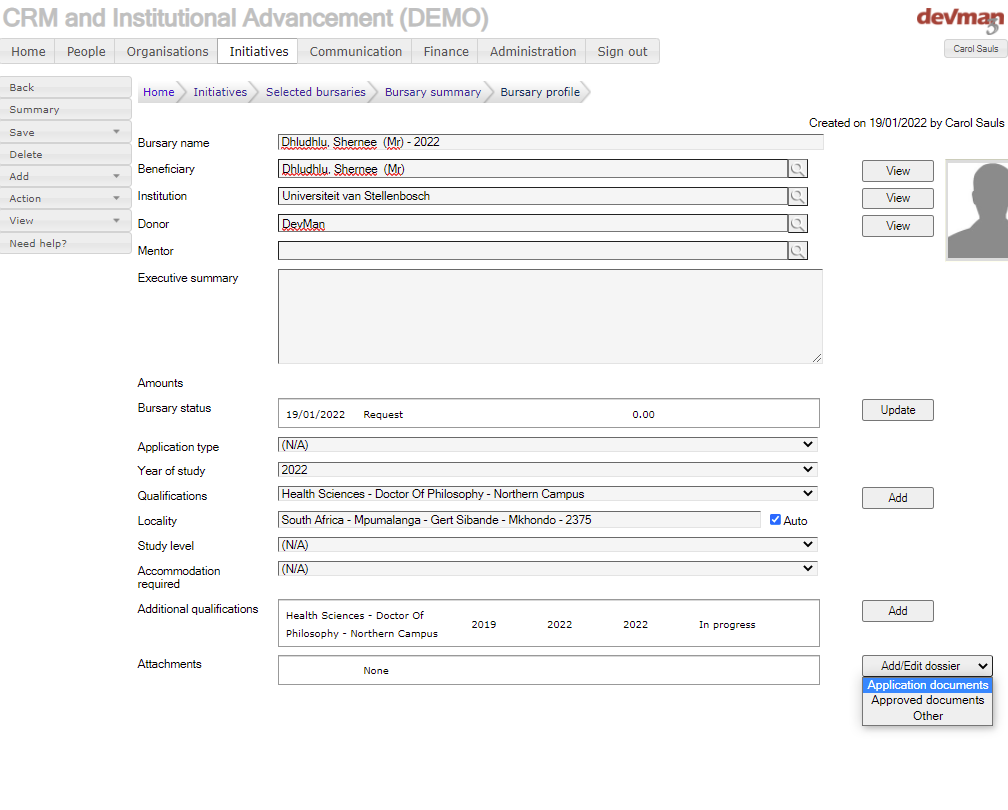 CRM and Institutional Advancement (DEMO)
devman
5
Home People Organisations Initiatives Communication Finance Administration Sign out
Carol Sauls
Back
Summary
Save
Delete
Add
Action
View
Need help?
Home Initiatives Selected bursaries Bursary summary Bursary profile
Created on 19/01/2022 by Carol Sauls
Bursary name Dhludhlu, Shernee (Mr) - 2022
Beneficiary Dhludhlu, Shernee (Mr) View
Institution Universiteit van Stellenbosch View
Donor DevMan View
Mentor
Executive summary
Amounts
Bursary status 19/01/2022 Request 0.00 Update
Application type (N/A)
Year of study 2022
Qualifications Health Sciences - Doctor Of Philosophy - Northern Campus Add
Locality South Africa - Mpumalanga - Gert Sibande - Mkhondo - 2375 Auto
Study level (N/A)
Accommodation required (N/A)
Additional qualifications Health Sciences - Doctor Of Philosophy - Northern Campus 2019 2022 2022 In progress Add
Attachments None Add/Edit dossier
Application documents
Approved documents
Other